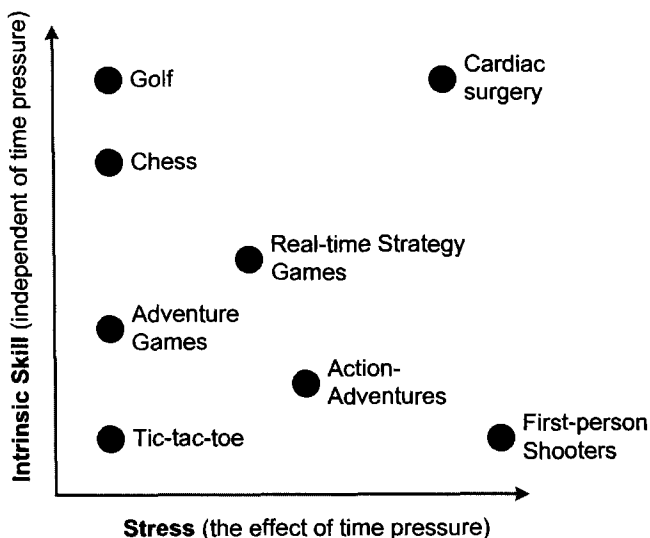 Intrinsic Skill (independent of time pressure)
Golf
Cardiac
surgery
Chess
Real-time Strategy
Games
Adventure
Games
Action-
Adventures
Tic-tac-toe
First-person
Shooters
Stress (the effect of time pressure)